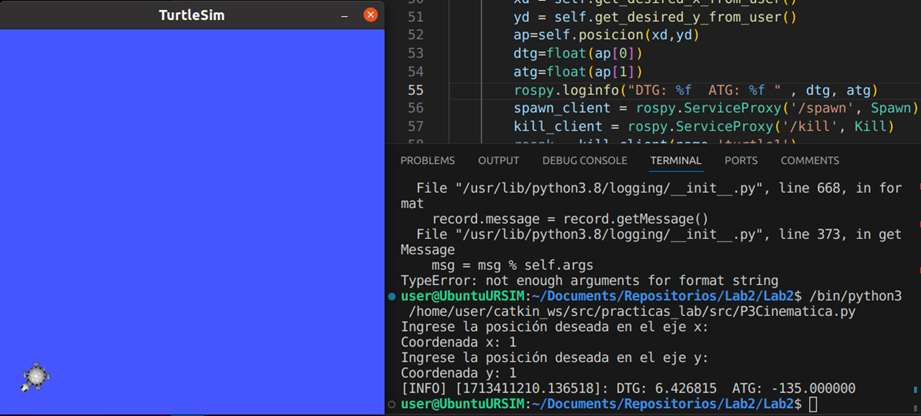 TurtleSim
50 xd = self.get_desired_x_from_user()
51 yd = self.get_desired_y_from_user()
52 ap=self.posicion(xd,yd)
53 dtg=float(ap[0])
54 atg=float(ap[1])
55 rospy.loginfo("DTG: %f  ATG: %f " , dtg, atg)
56 spawn_client = rospy.ServiceProxy('/spawn', Spawn)
57 kill_client = rospy.ServiceProxy('/kill', Kill)
PROBLEMS OUTPUT DEBUG CONSOLE TERMINAL PORTS COMMENTS
File "/usr/lib/python3.8/logging/__init__.py", line 668, in for
mat
record.message = record.getMessage()
File "/usr/lib/python3.8/logging/__init__.py", line 373, in get
Message
msg = msg % self.args
TypeError: not enough arguments for format string
user@UbuntuURSIM:~/Documents/Repositorios/Lab2/Lab2$ /bin/python3
/home/user/catkin_ws/src/practicas_lab/src/P3Cinematica.py
Ingrese la posición deseada en el eje x:
Coordenada x: 1
Ingrese la posición deseada en el eje y:
Coordenada y: 1
[INFO] [1713411210.136518]: DTG: 6.426815  ATG: -135.000000
user@UbuntuURSIM:~/Documents/Repositorios/Lab2/Lab2$